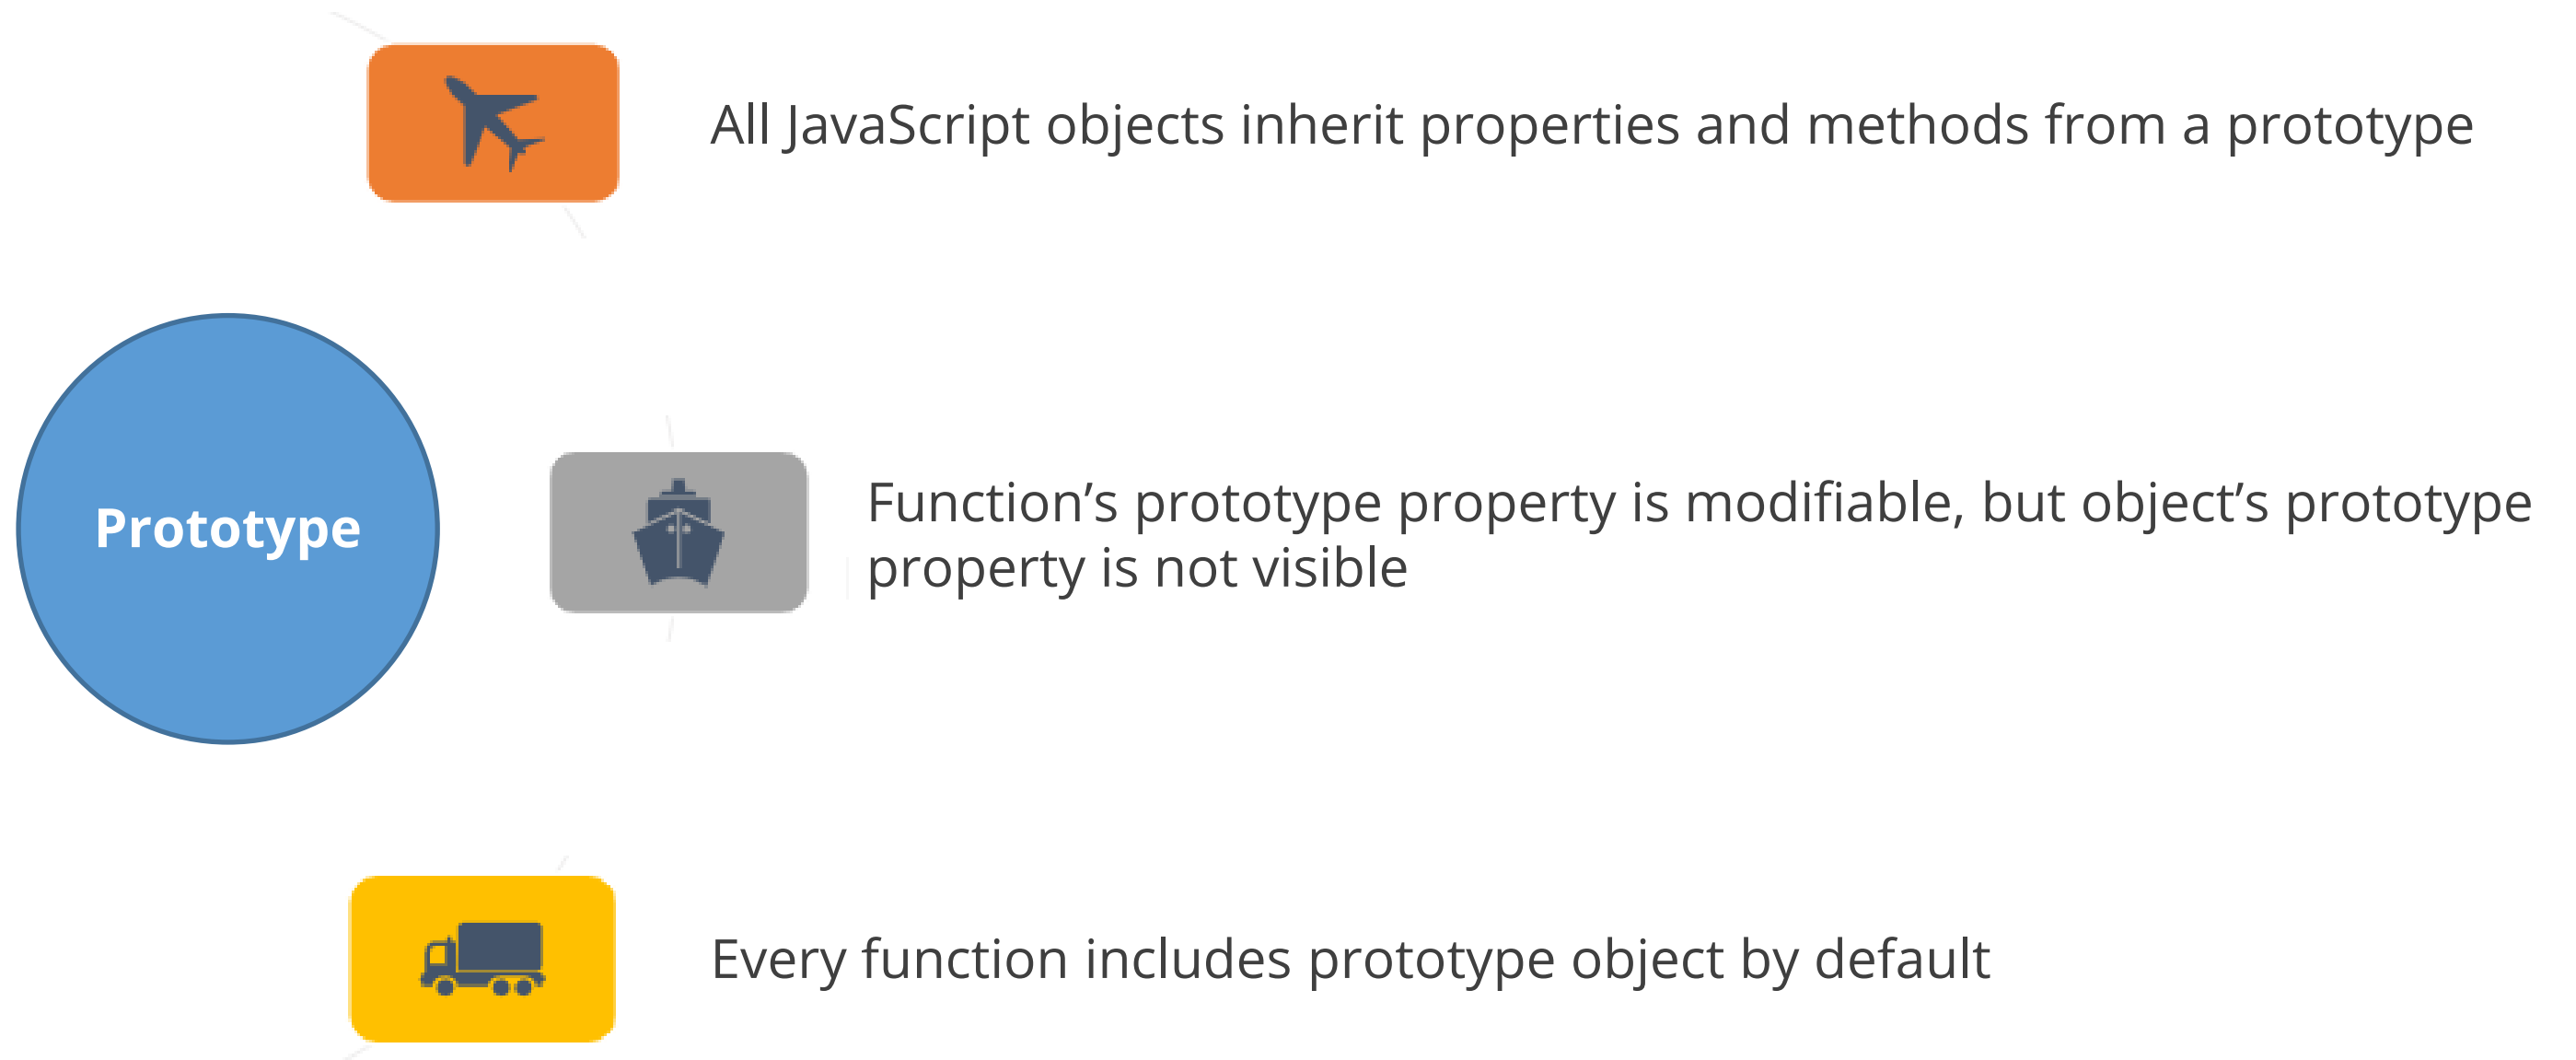 All JavaScript objects inherit properties and methods from a prototype
Prototype
Function’s prototype property is modifiable, but object’s prototype
property is not visible
Every function includes prototype object by default